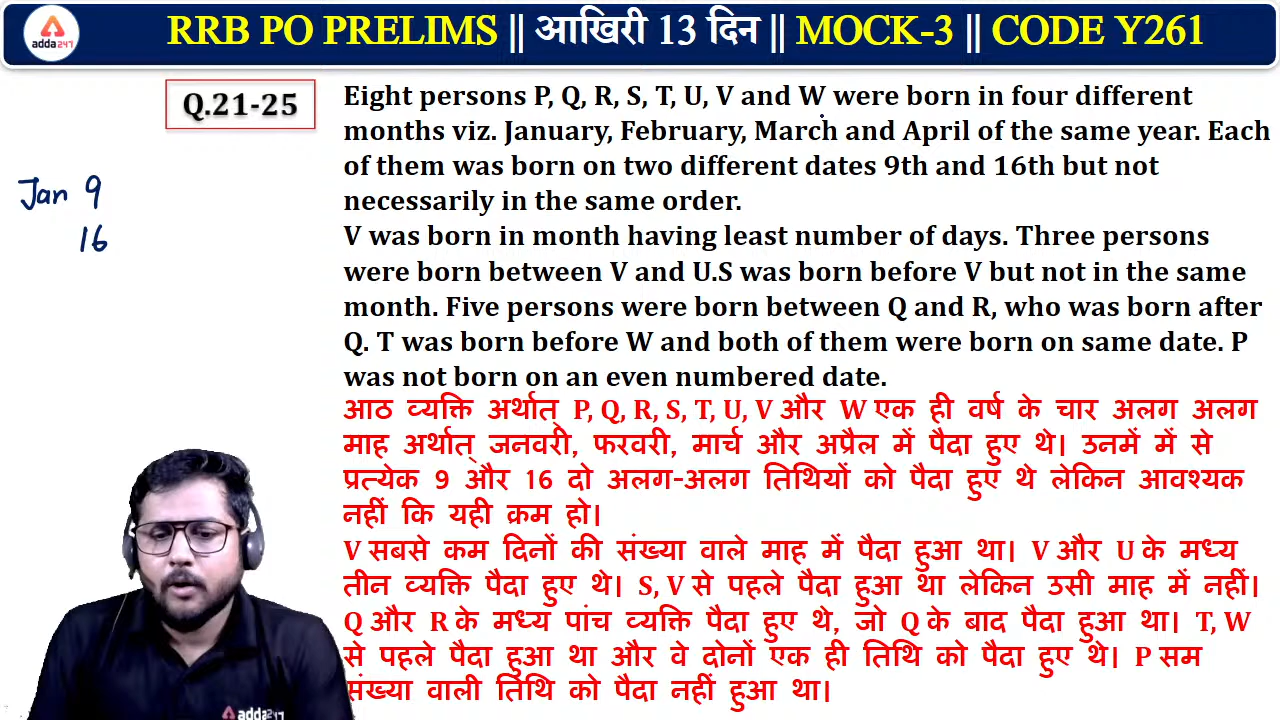 adda247
RRB PO PRELIMS || आखिरी 13 दिन || MOCK-3 || CODE Y261
Q.21-25
Jan 9
16
Eight persons P, Q, R, S, T, U, V and W were born in four different
months viz. January, February, March and April of the same year. Each
of them was born on two different dates 9th and 16th but not
necessarily in the same order.
V was born in month having least number of days. Three persons
were born between V and U.S was born before V but not in the same
month. Five persons were born between Q and R, who was born after
Q. T was born before W and both of them were born on same date. P
was not born on an even numbered date.
आठ व्यक्ति अर्थात् P, Q, R, S, T, U, V और W एक ही वर्ष के चार अलग अलग
माह अर्थात् जनवरी, फरवरी, मार्च और अप्रैल में पैदा हुए थे। उनमें में से
प्रत्येक 9 और 16 दो अलग-अलग तिथियों को पैदा हुए थे लेकिन आवश्यक
नहीं कि यही क्रम हो।
V सबसे कम दिनों की संख्या वाले माह में पैदा हुआ था। V और U के मध्य
तीन व्यक्ति पैदा हुए थे। S, V से पहले पैदा हुआ था लेकिन उसी माह में नहीं।
Q और R के मध्य पांच व्यक्ति पैदा हुए थे, जो Q के बाद पैदा हुआ था। T, W
से पहले पैदा हुआ था और वे दोनों एक ही तिथि को पैदा हुए थे। P सम
संख्या वाली तिथि को पैदा नहीं हुआ था।
adda247